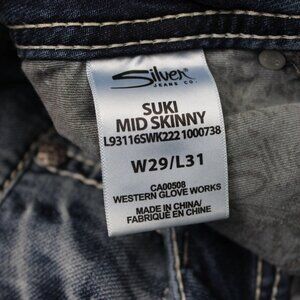 Silver
JEANS CO.
SUKI
MID SKINNY
L93116SWK222 1000738
W29/L31
CA00508
WESTERN GLOVE WORKS
MADE IN CHINA/
FABRIQUE EN CHINE